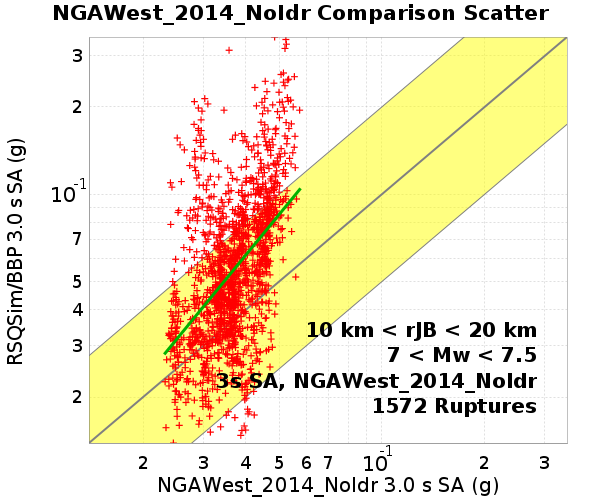 NGAWest_2014_NoIdr Comparison Scatter
RSQSim/BBP 3.0 s SA (g)
3
2
10-1
7
5
4
3
2
10 km < rJB < 20 km
7 < Mw < 7.5
3s SA, NGAWest_2014_NoIdr
1572 Ruptures
2 3 4 5 6 7 10-1 2 3
NGAWest_2014_NoIdr 3.0 s SA (g)